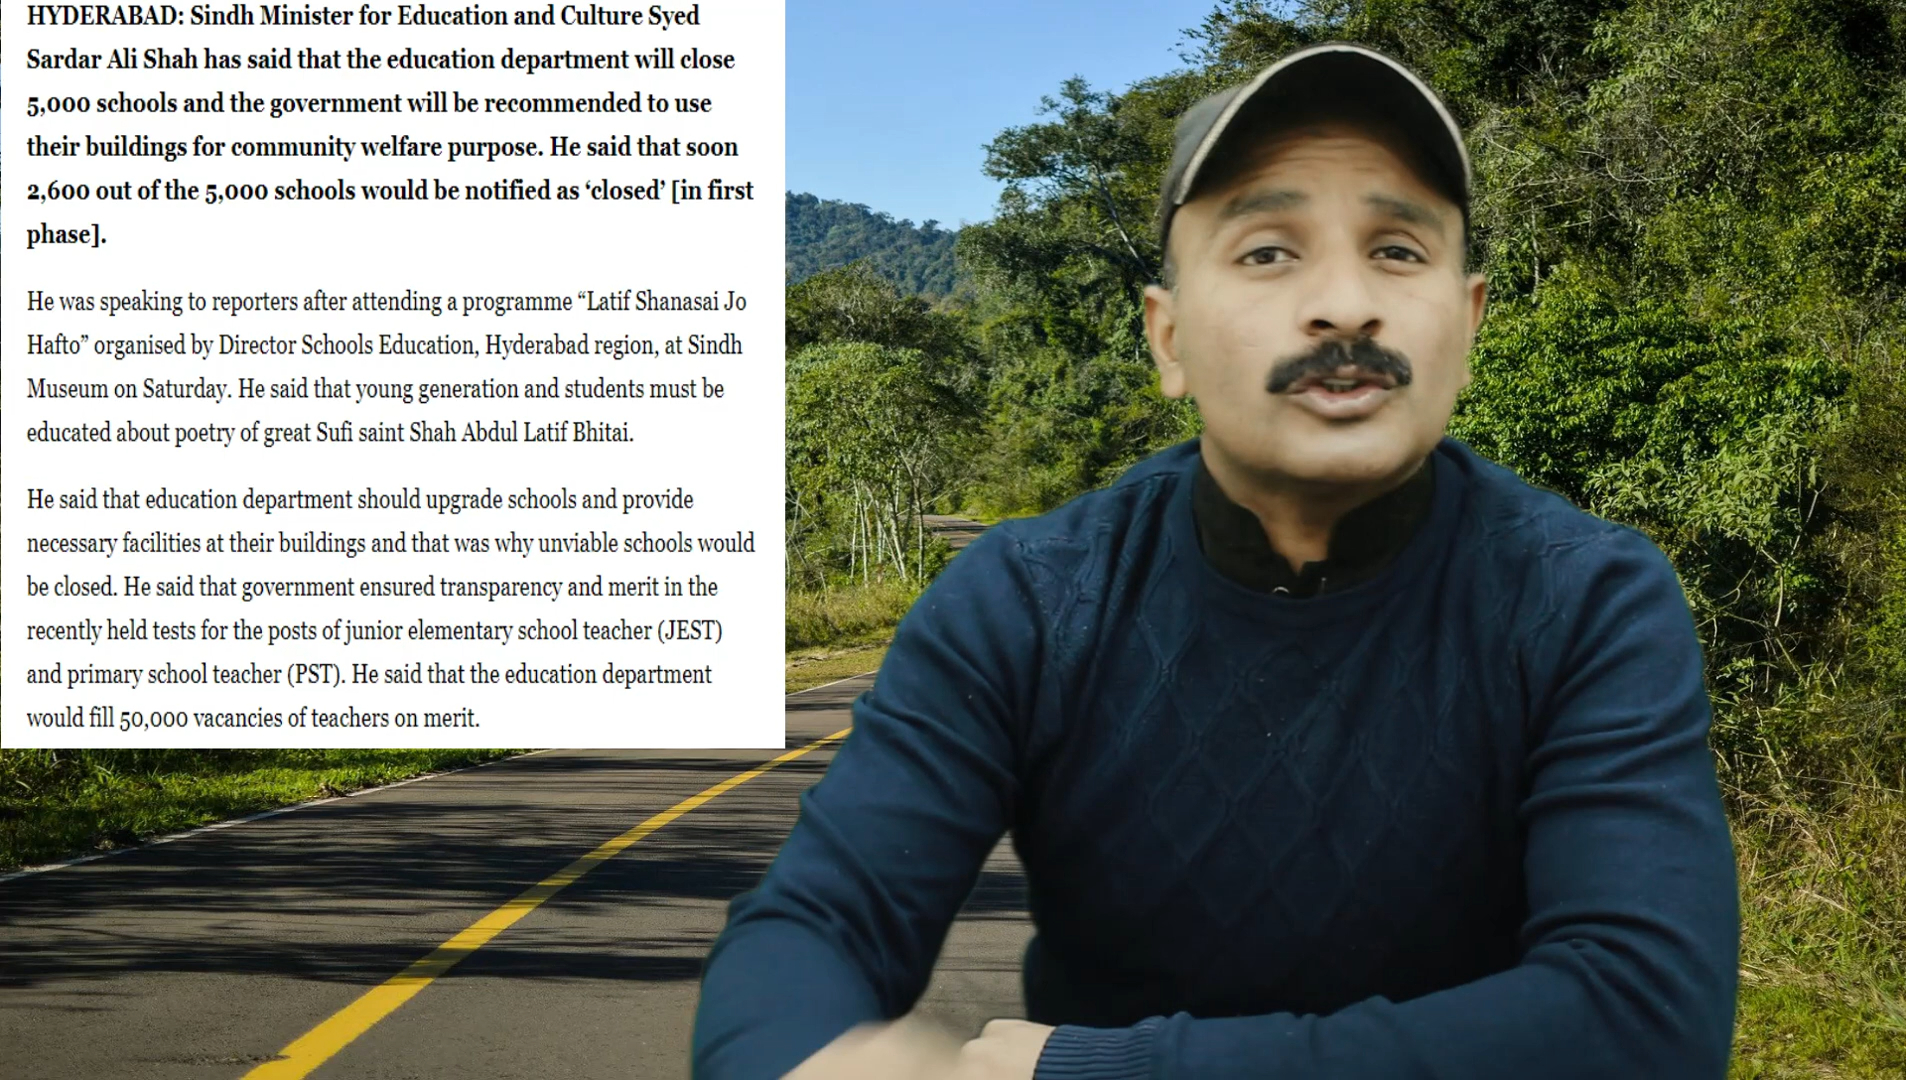 HYDERABAD: Sindh Minister for Education and Culture Syed
Sardar Ali Shah has said that the education department will close
5,000 schools and the government will be recommended to use
their buildings for community welfare purpose. He said that soon
2,600 out of the 5,000 schools would be notified as ‘closed’ [in first
phase].
He was speaking to reporters after attending a programme “Latif Shanasai Jo
Hafto” organised by Director Schools Education, Hyderabad region, at Sindh
Museum on Saturday. He said that young generation and students must be
educated about poetry of great Sufi saint Shah Abdul Latif Bhitai.
He said that education department should upgrade schools and provide
necessary facilities at their buildings and that was why unviable schools would
be closed. He said that government ensured transparency and merit in the
recently held tests for the posts of junior elementary school teacher (JEST)
and primary school teacher (PST). He said that the education department
would fill 50,000 vacancies of teachers on merit.